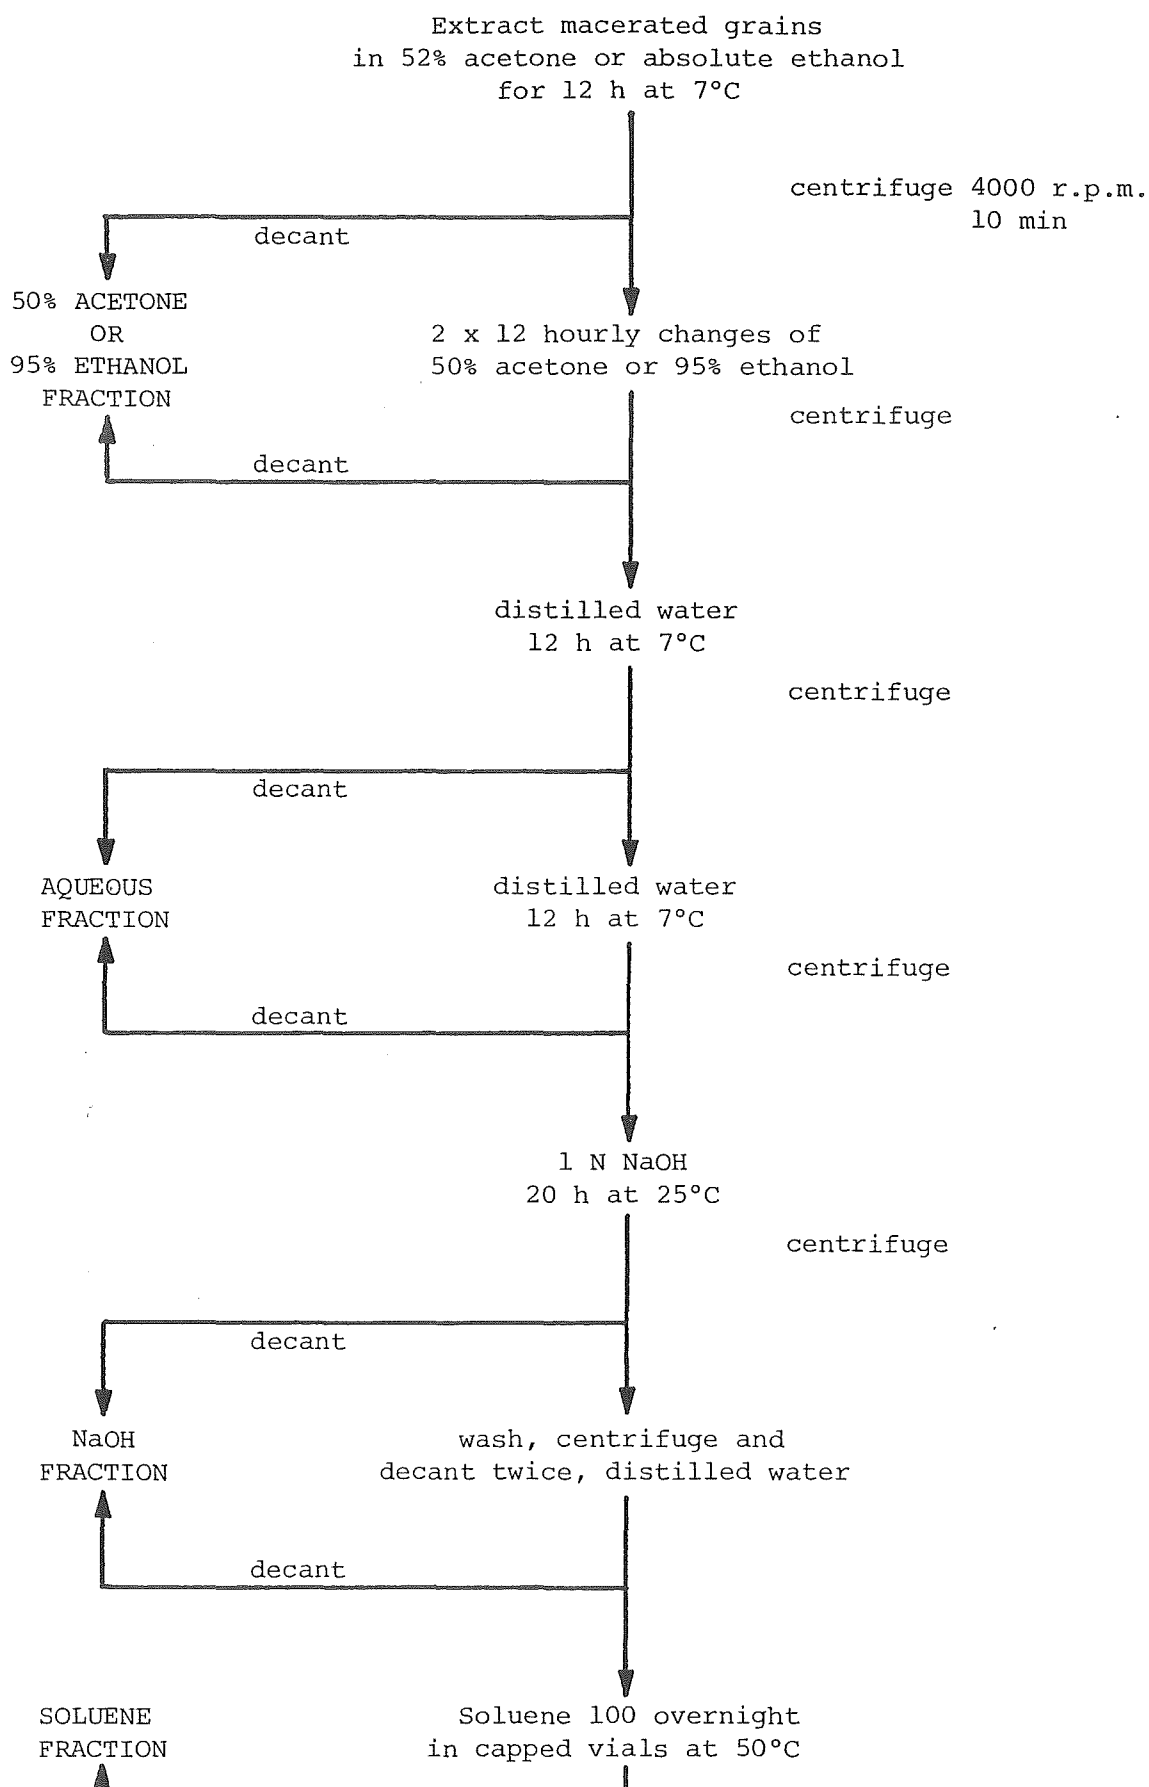 Extract macerated grains
in 52% acetone or absolute ethanol
for 12 h at 7°C
centrifuge 4000 r.p.m.
10 min
decant
50% ACETONE
OR
95% ETHANOL
FRACTION
2 x 12 hourly changes of
50% acetone or 95% ethanol
centrifuge
decant
distilled water
12 h at 7°C
centrifuge
decant
AQUEOUS
FRACTION
distilled water
12 h at 7°C
centrifuge
decant
1 N NaOH
20 h at 25°C
centrifuge
decant
NaOH
FRACTION
wash, centrifuge and
decant twice, distilled water
decant
SOLUENE
FRACTION
Soluene 100 overnight
in capped vials at 50°C